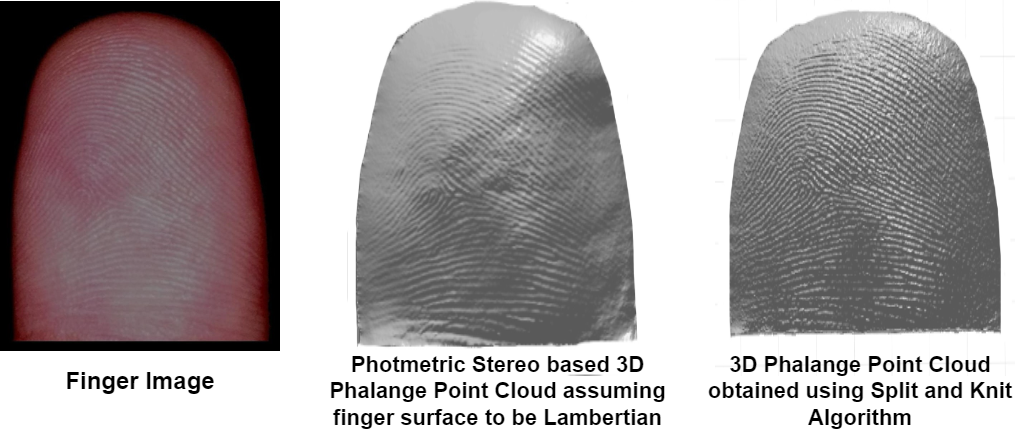 Finger Image
Photmetric Stereo based 3D
Phalange Point Cloud assuming
finger surface to be Lambertian
3D Phalange Point Cloud
obtained using Split and Knit
Algorithm